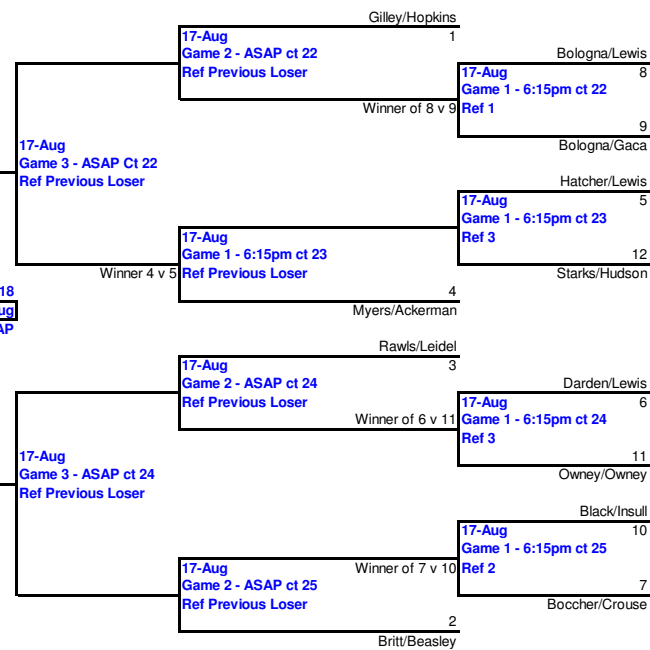 Gilley/Hopkins
17-Aug 1
Game 2 - ASAP ct 22
Ref Previous Loser
Bologna/Lewis
17-Aug 8
Game 1 - 6:15pm ct 22
Winner of 8 v 9 Ref 1
9
Bologna/Gaca
17-Aug
Game 3 - ASAP Ct 22
Ref Previous Loser
Hatcher/Lewis
17-Aug 5
Game 1 - 6:15pm ct 23
Ref 3
12
Starks/Hudson
17-Aug
Game 1 - 6:15pm ct 23
Winner 4 v 5 Ref Previous Loser
4
Myers/Ackerman
18
ug
AP
Rawls/Leidel
17-Aug 3
Game 2 - ASAP ct 24
Ref Previous Loser
Darden/Lewis
17-Aug 6
Winner of 6 v 11 Game 1 - 6:15pm ct 24
Ref 3
11
Owney/Owney
17-Aug
Game 3 - ASAP ct 24
Ref Previous Loser
Black/Insull
17-Aug 10
Game 1 - 6:15pm ct 25
Ref 2
7
Boccher/Crouse
17-Aug Winner of 7 v 10
Game 2 - ASAP ct 25
Ref Previous Loser
2
Britt/Beasley